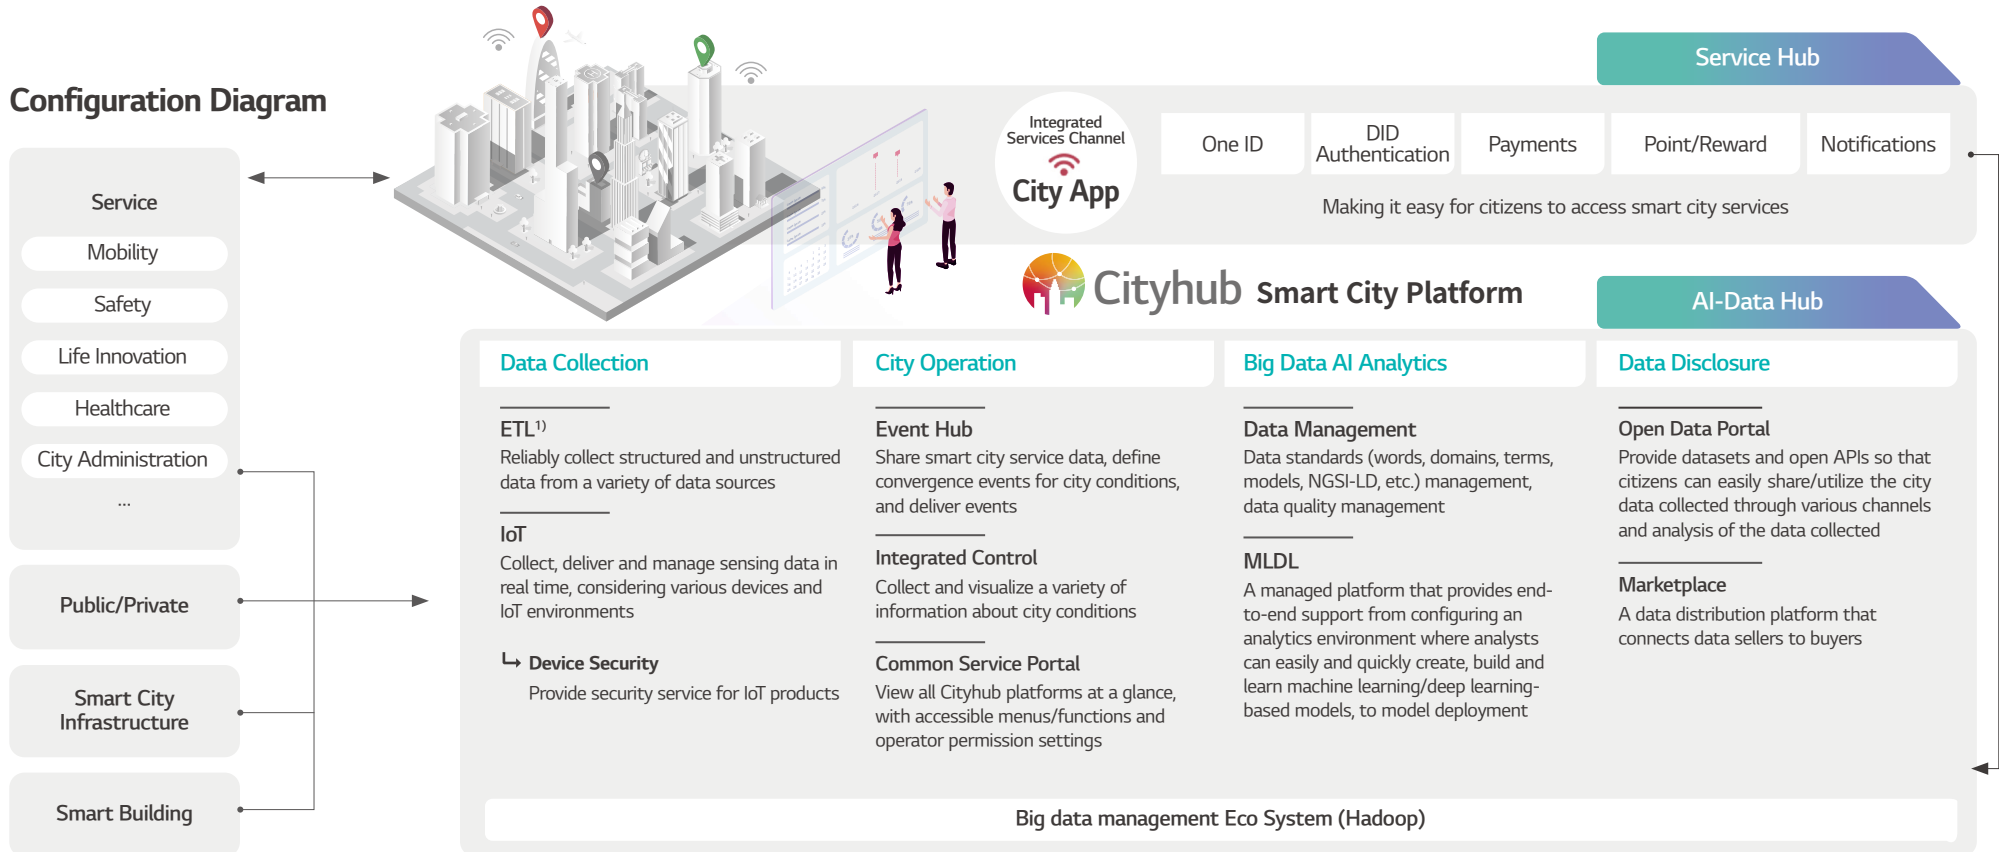 Configuration Diagram
Service
Mobility
Safety
Life Innovation
Healthcare
City Administration
...
Public/Private
Smart City
Infrastructure
Smart Building
Service Hub
Integrated
Services Channel
City App
One ID
DID
Authentication
Payments
Point/Reward
Notifications
Making it easy for citizens to access smart city services
Cityhub Smart City Platform
AI-Data Hub
Data Collection
ETL1)
Reliably collect structured and unstructured
data from a variety of data sources
IoT
Collect, deliver and manage sensing data in
real time, considering various devices and
IoT environments
Device Security
Provide security service for IoT products
City Operation
Event Hub
Share smart city service data, define
convergence events for city conditions,
and deliver events
Integrated Control
Collect and visualize a variety of
information about city conditions
Common Service Portal
View all Cityhub platforms at a glance,
with accessible menus/functions and
operator permission settings
Big Data AI Analytics
Data Management
Data standards (words, domains, terms,
models, NGSI-LD, etc.) management,
data quality management
MLDL
A managed platform that provides end-
to-end support from configuring an
analytics environment where analysts
can easily and quickly create, build and
learn machine learning/deep learning-
based models, to model deployment
Data Disclosure
Open Data Portal
Provide datasets and open APIs so that
citizens can easily share/utilize the city
data collected through various channels
and analysis of the data collected
Marketplace
A data distribution platform that
connects data sellers to buyers
Big data management Eco System (Hadoop)